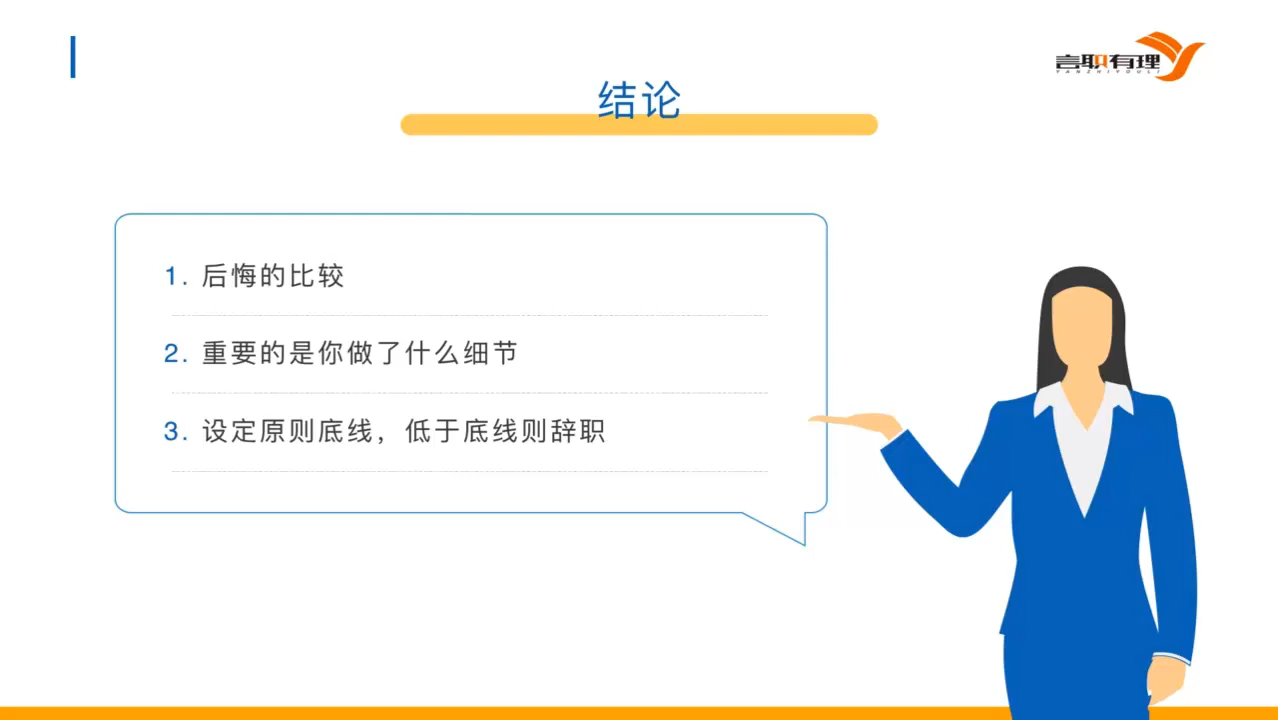 言职有理
YANZHIYOULI
结论
1. 后悔的比较
2. 重要的是你做了什么细节
3. 设定原则底线，低于底线则辞职